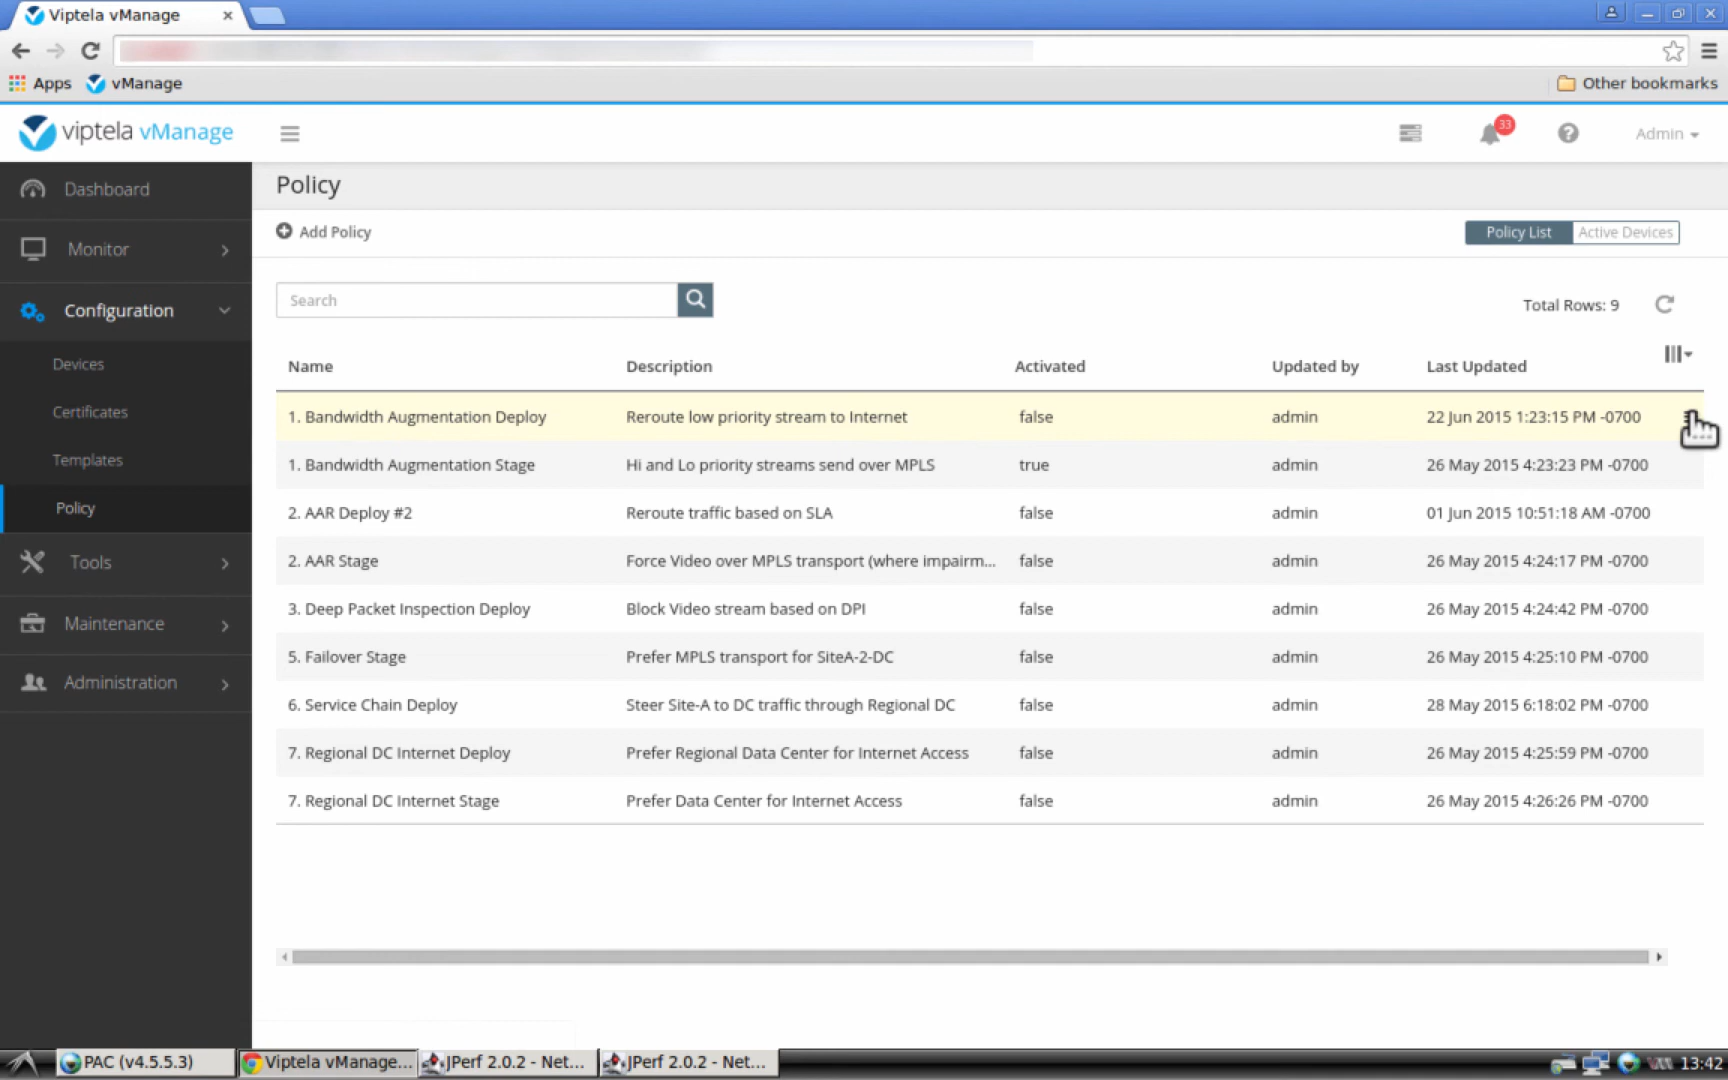 Viptela vManage
Apps vManage Other bookmarks
viptela vManage 33 Admin
Dashboard
Monitor
Configuration
Devices
Certificates
Templates
Policy
Tools
Maintenance
Administration
Policy
Add Policy Policy List Active Devices
Search Total Rows: 9
Name Description Activated Updated by Last Updated
1. Bandwidth Augmentation Deploy Reroute low priority stream to Internet false admin 22 Jun 2015 1:23:15 PM -0700
1. Bandwidth Augmentation Stage Hi and Lo priority streams send over MPLS true admin 26 May 2015 4:23:23 PM -0700
2. AAR Deploy #2 Reroute traffic based on SLA false admin 01 Jun 2015 10:51:18 AM -0700
2. AAR Stage Force Video over MPLS transport (where impairm... false admin 26 May 2015 4:24:17 PM -0700
3. Deep Packet Inspection Deploy Block Video stream based on DPI false admin 26 May 2015 4:24:42 PM -0700
5. Failover Stage Prefer MPLS transport for SiteA-2-DC false admin 26 May 2015 4:25:10 PM -0700
6. Service Chain Deploy Steer Site-A to DC traffic through Regional DC false admin 28 May 2015 6:18:02 PM -0700
7. Regional DC Internet Deploy Prefer Regional Data Center for Internet Access false admin 26 May 2015 4:25:59 PM -0700
7. Regional DC Internet Stage Prefer Data Center for Internet Access false admin 26 May 2015 4:26:26 PM -0700
PAC (v4.5.5.3) Viptela vManage... JPerf 2.0.2 - Net... JPerf 2.0.2 - Net... 13:42